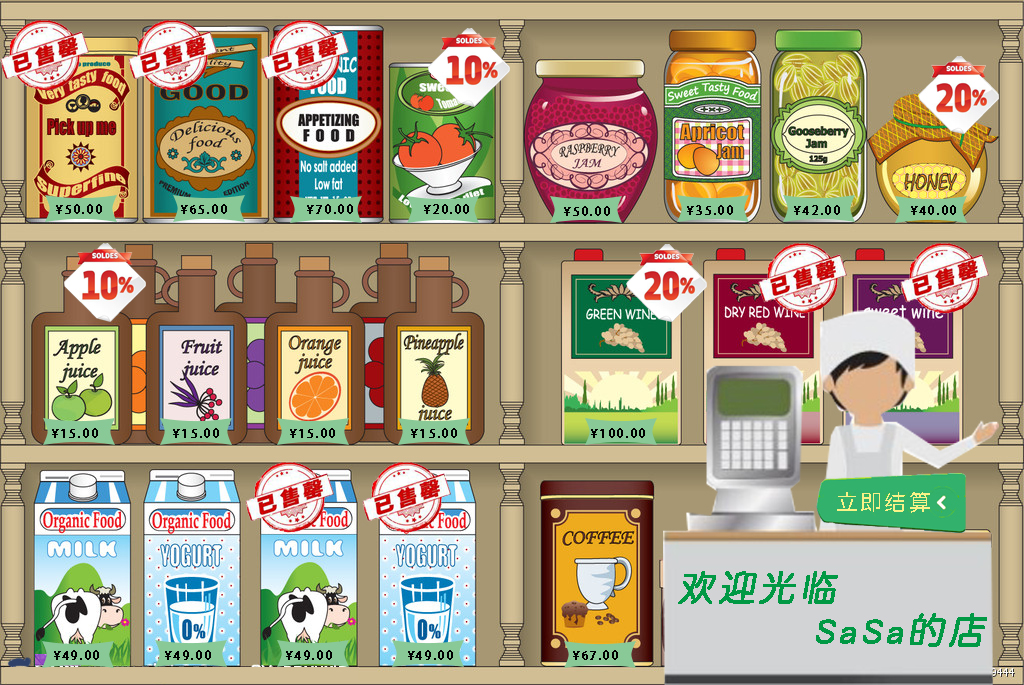 已售罄
e produce
Very tasty food
Pick up me
Superfine
¥50.00
已售罄
GOOD
Delicious
food
PREMIUM EDITION
¥65.00
已售罄
FOOD
APPETIZING
FOOD
No salt added
Low fat
¥70.00
SOLDES
10%
¥20.00
RASPBERRY
JAM
¥50.00
Sweet Tasty Food
Apricot
Jam
¥35.00
Gooseberry
Jam
125g
¥42.00
SOLDES
20%
HONEY
¥40.00
SOLDES
10%
Apple
juice
¥15.00
Fruit
juice
¥15.00
Orange
juice
¥15.00
Pineapple
juice
¥15.00
SOLDES
20%
GREEN WINE
¥100.00
已售罄
DRY RED WINE
已售罄
sweet wine
Organic Food
MILK
¥49.00
Organic Food
YOGURT
0%
¥49.00
已售罄
Food
MILK
¥49.00
已售罄
Food
YOGURT
0%
¥49.00
COFFEE
¥67.00
立即结算
欢迎光临
SaSa的店